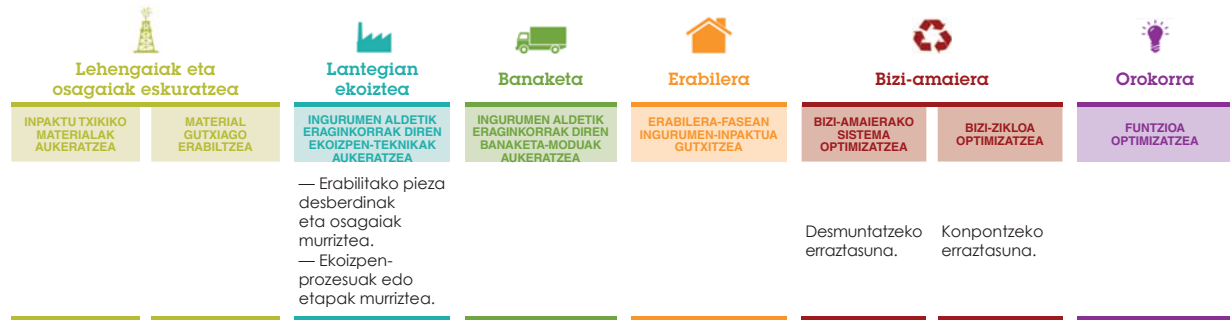 Lehengaiak eta
osagaiak eskuratzea
Lantegian
ekoiztea
Banaketa
Erabilera
Bizi-amaiera
Orokorra
INPAKTU TXIKIKO
MATERIALAK
AUKERATZEA
MATERIAL
GUTXIAGO
ERABILTZEA
INGURUMEN ALDETIK
ERAGINKORRAK DIREN
EKOIZPEN-TEKNIKAK
AUKERATZEA
INGURUMEN ALDETIK
ERAGINKORRAK DIREN
BANAKETA-MODUAK
AUKERATZEA
ERABILERA-FASEAN
INGURUMEN-INPAKTUA
GUTXITZEA
BIZI-AMAIERAKO
SISTEMA
OPTIMIZATZEA
BIZI-ZIKLOA
OPTIMIZATZEA
FUNTZIOA
OPTIMIZATZEA
— Erabilitako pieza
desberdinak
eta osagaiak
murriztea.
— Ekoizpen-
prozesuak edo
etapak murriztea.
Desmuntatzeko
erraztasuna.
Konpontzeko
erraztasuna.